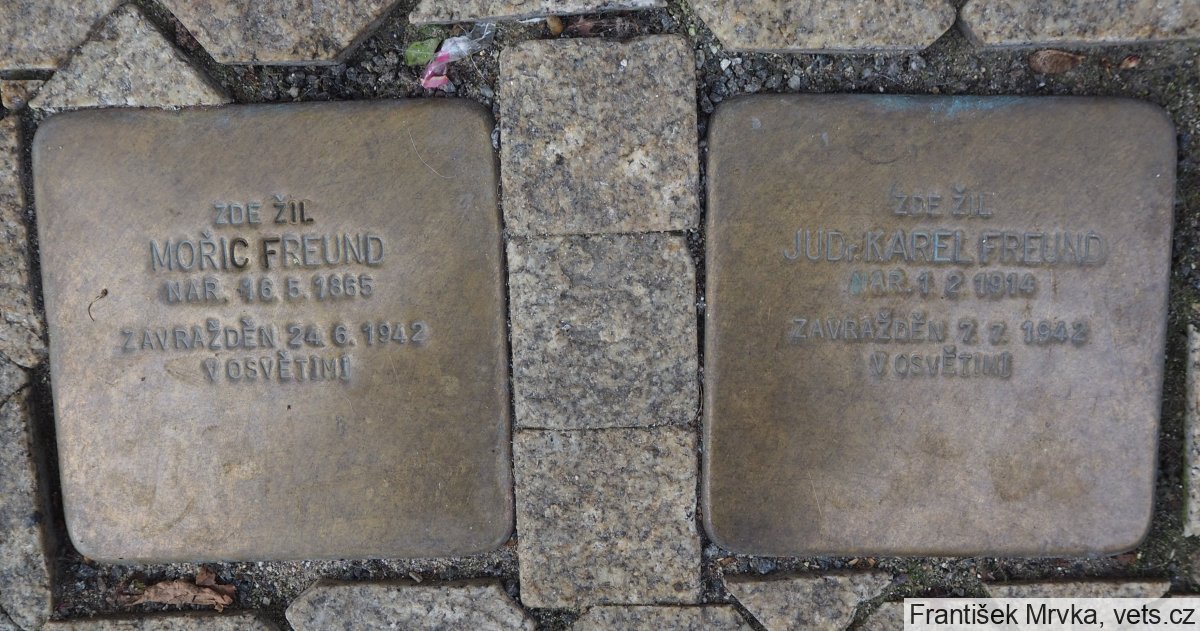 ZDE ŽIL
MOŘIC FREUND
NAR. 16. 5. 1865
ZAVRAŽDĚN 24. 6. 1942
V OSVĚTIMI
ZDE ŽIL
JUDr. KAREL FREUND
NAR. 1. 2. 1914
ZAVRAŽDĚN 7. 7. 1942
V OSVĚTIMI
František Mrvka, vets.cz